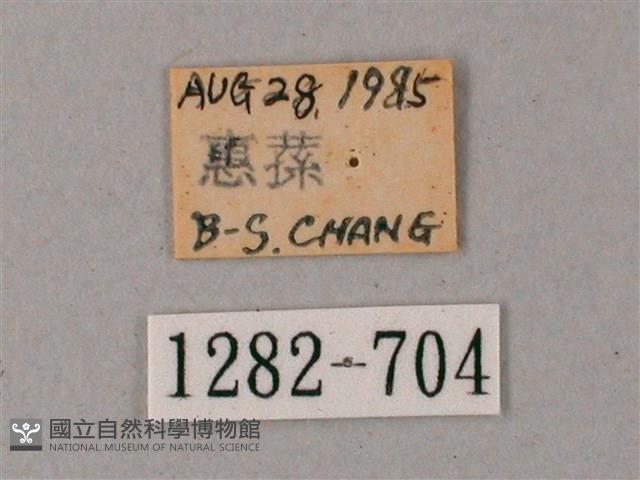 AUG 28, 1985
惠蓀
B-S. CHANG
1282-704
國立自然科學博物館
NATIONAL MUSEUM OF NATURAL SCIENCE